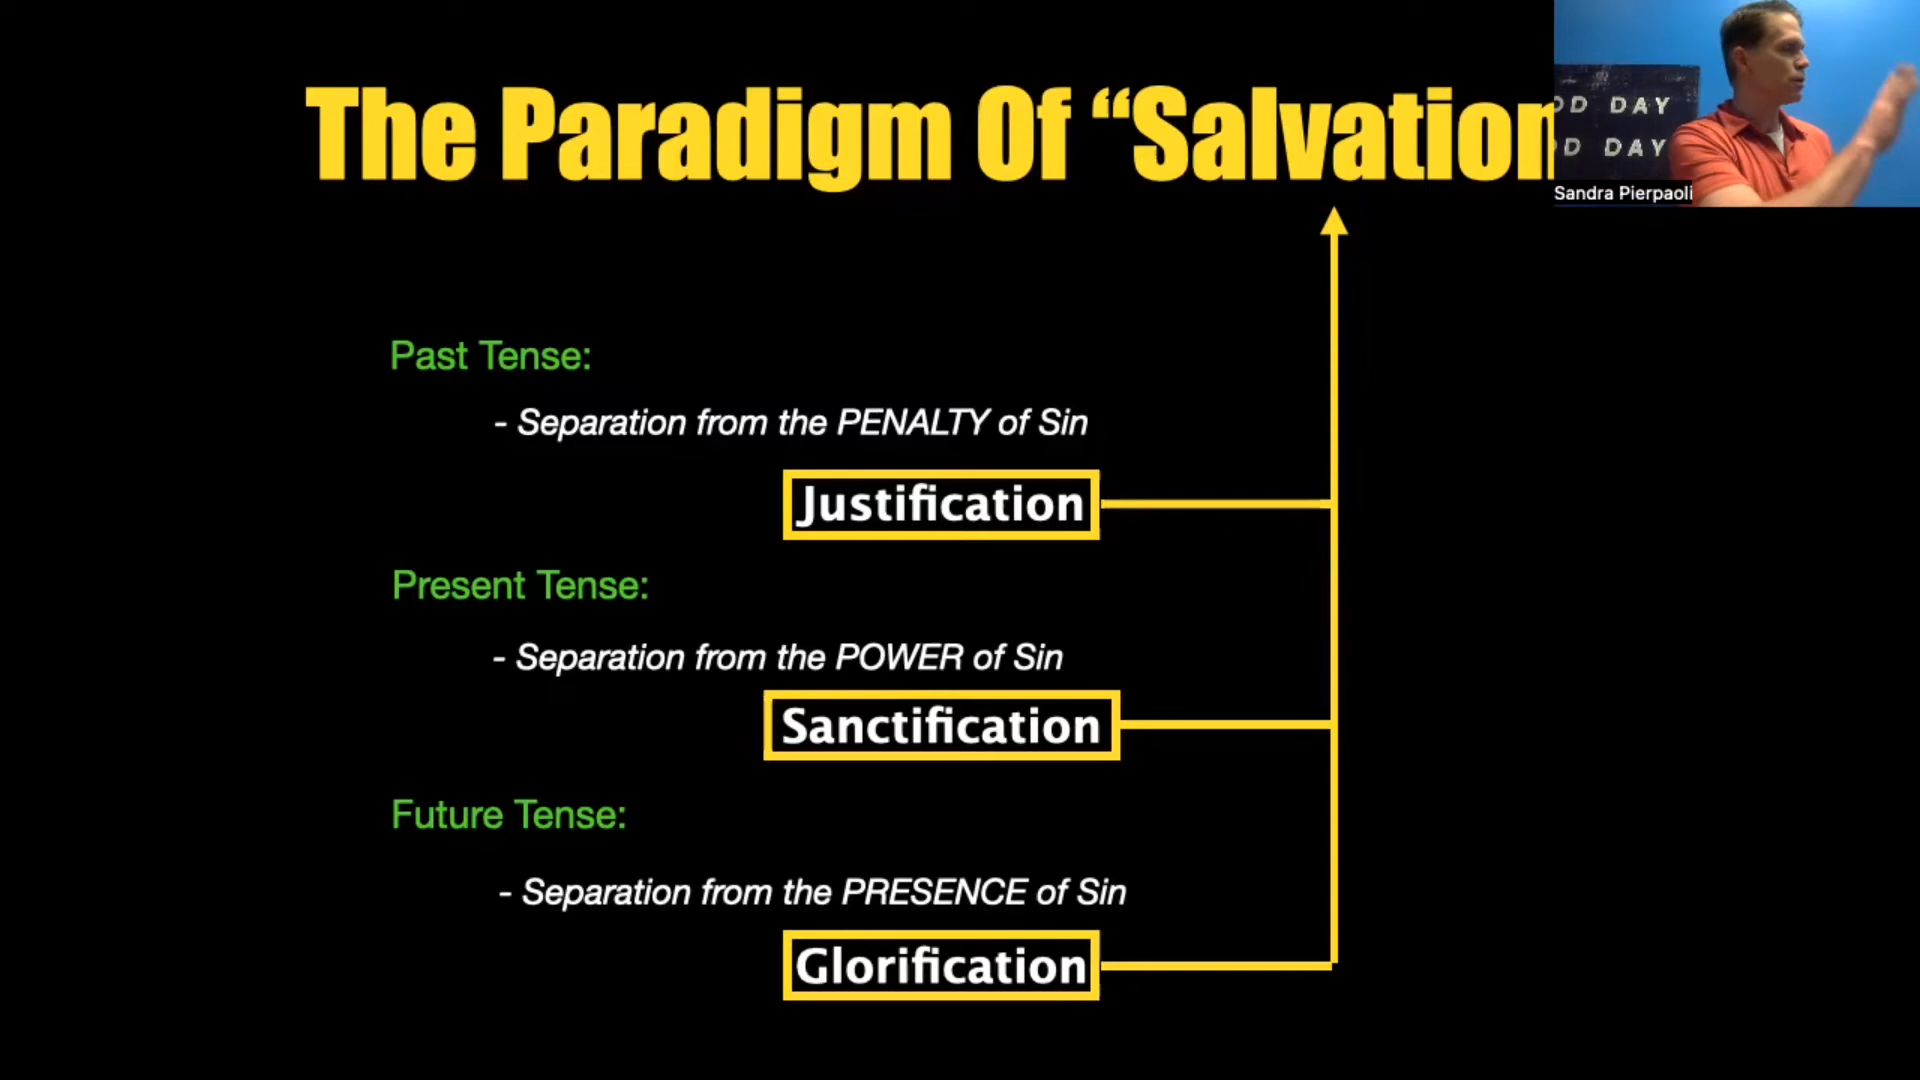 The Paradigm Of “Salvation
DAY
DAY
Sandra Pierpaoli
Past Tense:
- Separation from the PENALTY of Sin
Justification
Present Tense:
- Separation from the POWER of Sin
Sanctification
Future Tense:
- Separation from the PRESENCE of Sin
Glorification